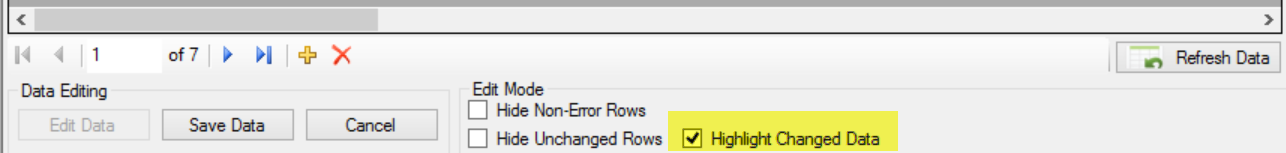 1 of 7 Refresh Data
Data Editing
Edit Data Save Data Cancel
Edit Mode
Hide Non-Error Rows
Hide Unchanged Rows Highlight Changed Data